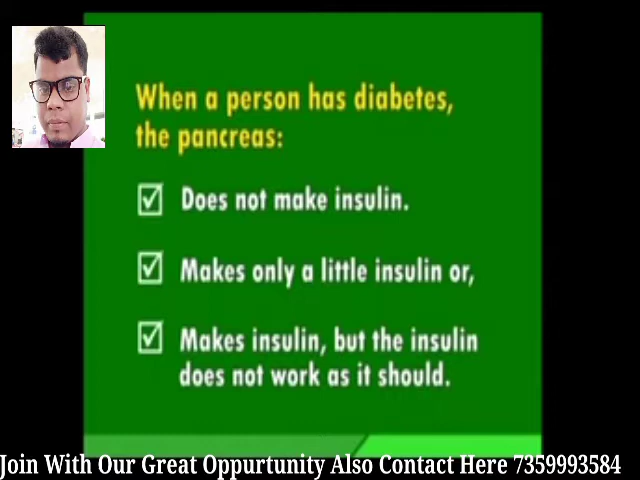 When a person has diabetes,
the pancreas:
Does not make insulin.
Makes only a little insulin or,
Makes insulin, but the insulin
does not work as it should.
Join With Our Great Oppurtunity Also Contact Here 7359993584